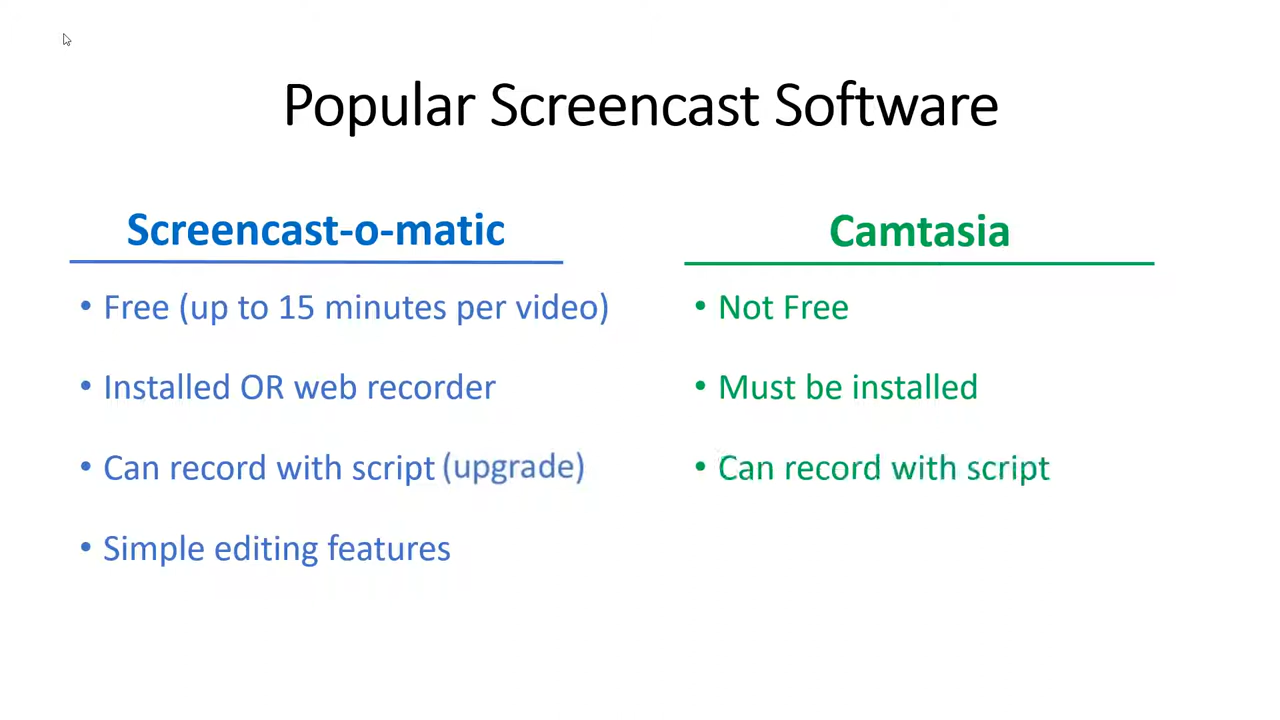 Popular Screencast Software
Screencast-o-matic
• Free (up to 15 minutes per video)
• Installed OR web recorder
• Can record with script (upgrade)
• Simple editing features
Camtasia
• Not Free
• Must be installed
• Can record with script